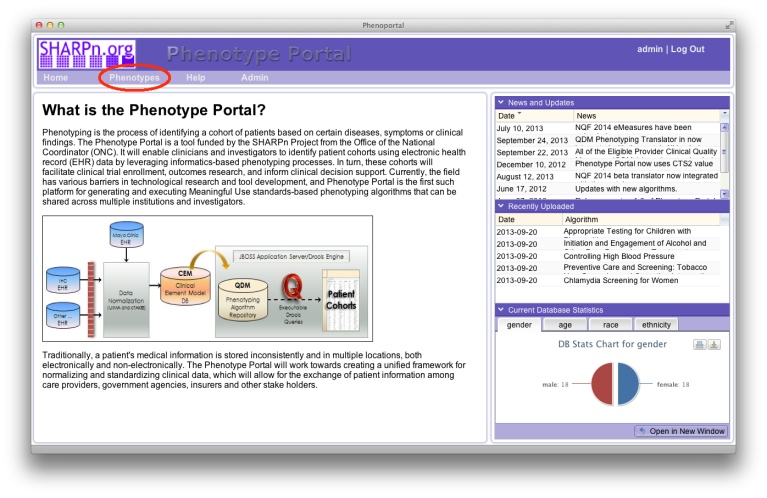 Phenoportal
SHARPn.org
Phenotype Portal
admin | Log Out
Home Phenotypes Help Admin
What is the Phenotype Portal?
Phenotyping is the process of identifying a cohort of patients based on certain diseases, symptoms or clinical
findings. The Phenotype Portal is a tool funded by the SHARPn Project from the Office of the National
Coordinator (ONC). It will enable clinicians and investigators to identify patient cohorts using electronic health
record (EHR) data by leveraging informatics-based phenotyping processes. In turn, these cohorts will
facilitate clinical trial enrollment, outcomes research, and inform clinical decision support. Currently, the field
has various barriers in technological research and tool development, and Phenotype Portal is the first such
platform for generating and executing Meaningful Use standards-based phenotyping algorithms that can be
shared across multiple institutions and investigators.
Mayo Clinic
EHR
IHC
EHR
Other ...
EHR
Data
Normalization
(UIMA and cTAKES)
CEM
Clinical
Element Model
DB
JBOSS Application Server/Drools Engine
QDM
Phenotyping
Algorithm
Repository
Q
Executable
Drools
Queries
Patient
Cohorts
Traditionally, a patient's medical information is stored inconsistently and in multiple locations, both
electronically and non-electronically. The Phenotype Portal will work towards creating a unified framework for
normalizing and standardizing clinical data, which will allow for the exchange of patient information among
care providers, government agencies, insurers and other stake holders.
News and Updates
Date News
July 10, 2013 NQF 2014 eMeasures have been
September 24, 2013 QDM Phenotyping Translator in now
September 22, 2013 All of the Eligible Provider Clinical Quality
December 10, 2012 Phenotype Portal now uses CTS2 value
August 12, 2013 NQF 2014 beta translator now integrated
June 17, 2012 Updates with new algorithms.
Recently Uploaded
Date Algorithm
2013-09-20 Appropriate Testing for Children with
2013-09-20 Initiation and Engagement of Alcohol and
2013-09-20 Controlling High Blood Pressure
2013-09-20 Preventive Care and Screening: Tobacco
2013-09-20 Chlamydia Screening for Women
Current Database Statistics
gender age race ethnicity
DB Stats Chart for gender
male: 18 female: 18
Open in New Window